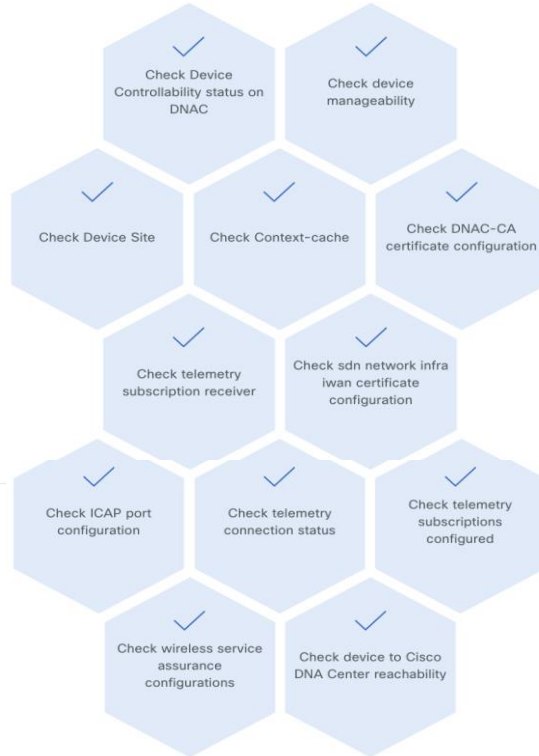 Check Device
Controllability status on
DNAC
Check device
manageability
Check Device Site
Check Context-cache
Check DNAC-CA
certificate configuration
Check telemetry
subscription receiver
Check sdn network infra
iwan certificate
configuration
Check ICAP port
configuration
Check telemetry
connection status
Check telemetry
subscriptions
configured
Check wireless service
assurance
configurations
Check device to Cisco
DNA Center reachability